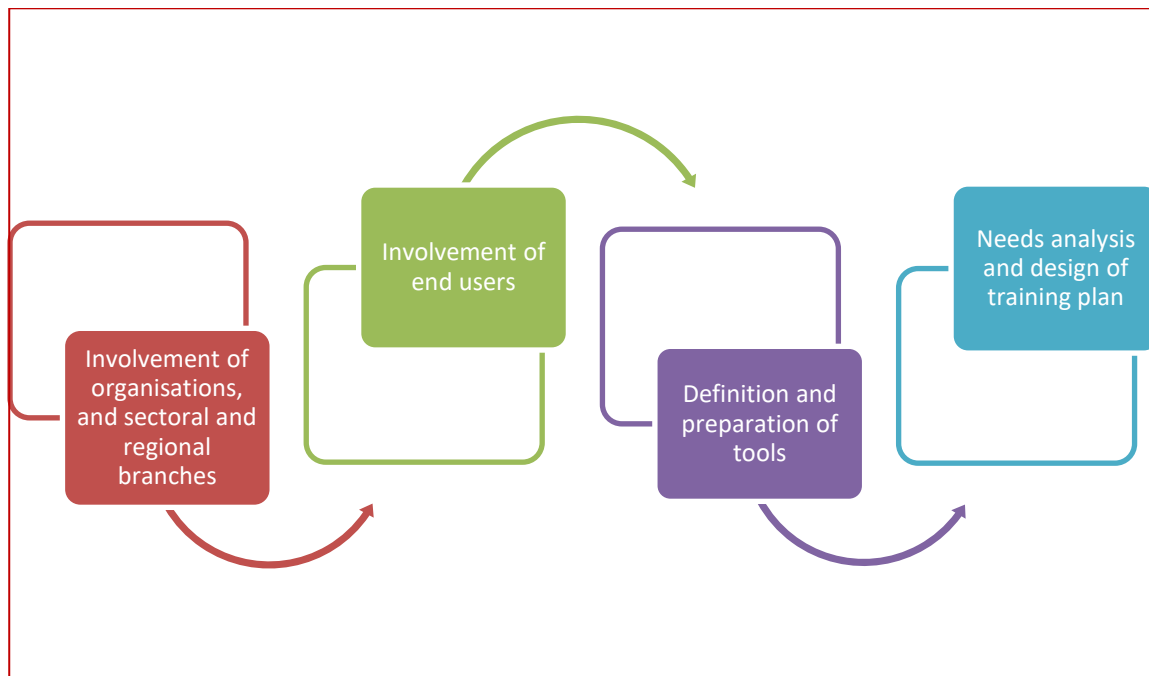 Involvement of
organisations,
and sectoral and
regional
branches
Involvement of
end users
Definition and
preparation of
tools
Needs analysis
and design of
training plan